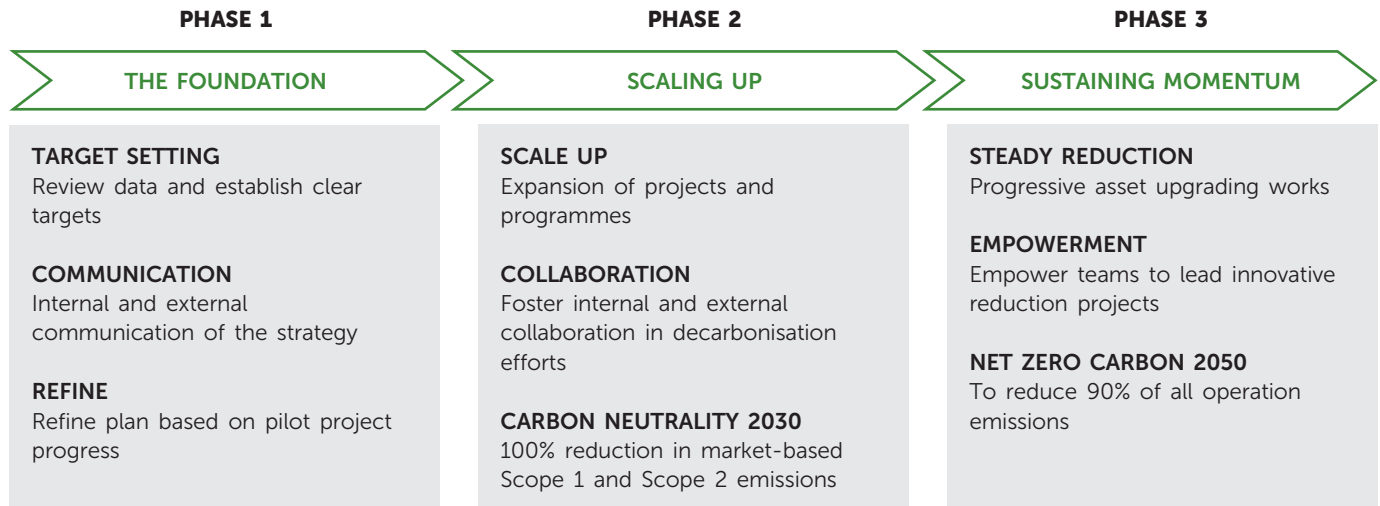 PHASE 1
THE FOUNDATION
TARGET SETTING
Review data and establish clear
targets
COMMUNICATION
Internal and external
communication of the strategy
REFINE
Refine plan based on pilot project
progress
PHASE 2
SCALING UP
SCALE UP
Expansion of projects and
programmes
COLLABORATION
Foster internal and external
collaboration in decarbonisation
efforts
CARBON NEUTRALITY 2030
100% reduction in market-based
Scope 1 and Scope 2 emissions
PHASE 3
SUSTAINING MOMENTUM
STEADY REDUCTION
Progressive asset upgrading works
EMPOWERMENT
Empower teams to lead innovative
reduction projects
NET ZERO CARBON 2050
To reduce 90% of all operation
emissions